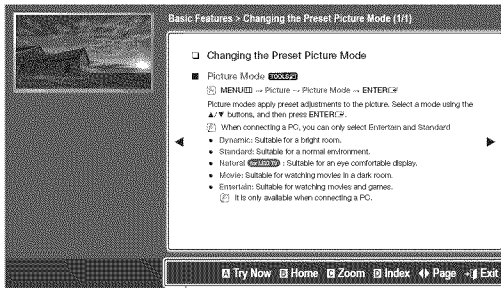 Basic Features > Changing the Preset Picture Mode (1/1)
Changing the Preset Picture Mode
Picture Mode TOOLS
MENU → Picture → Picture Mode → ENTER
Picture modes apply preset adjustments to the picture. Select a mode using the
▲/▼ buttons, and then press ENTER.
When connecting a PC, you can only select Entertain and Standard
Dynamic: Suitable for a bright room.
Standard: Suitable for a normal environment.
Natural for LED TV : Suitable for an eye comfortable display.
Movie: Suitable for watching movies in a dark room.
Entertain: Suitable for watching movies and games.
It is only available when connecting a PC.
A Try Now B Home C Zoom D Index Page Exit